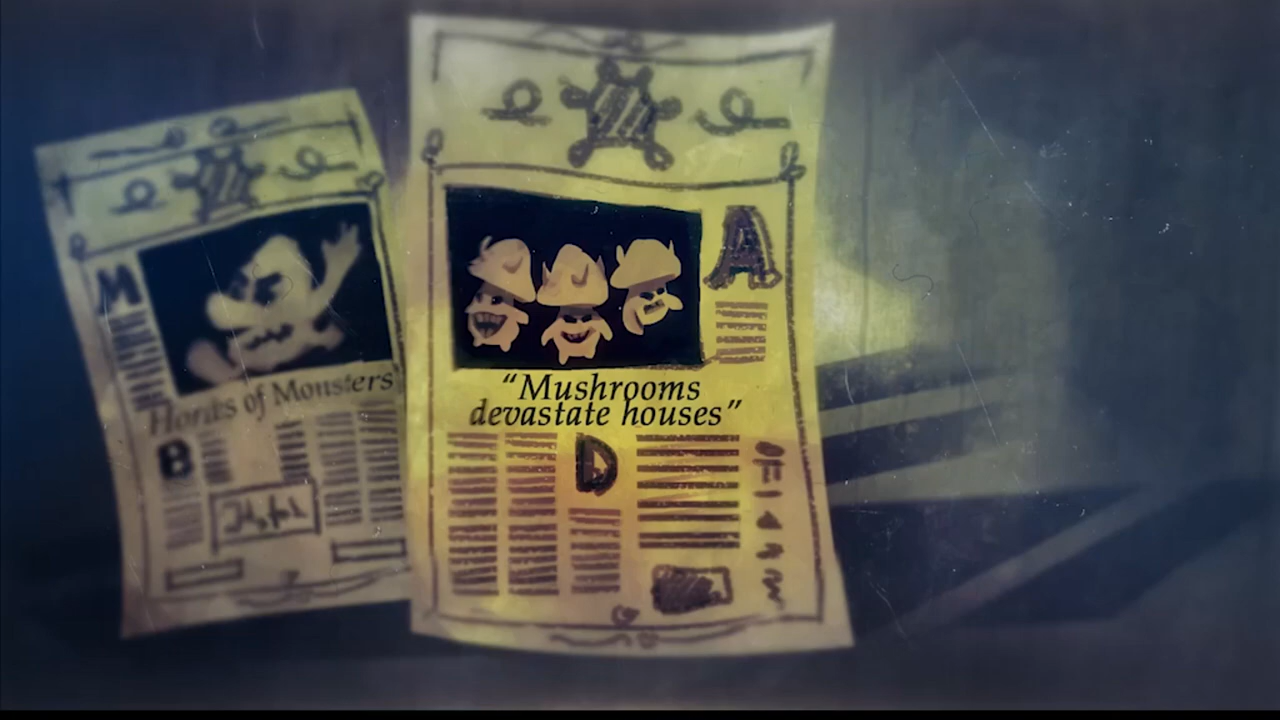 M
Hords of Monsters
B
A
“Mushrooms
devastate houses”
D